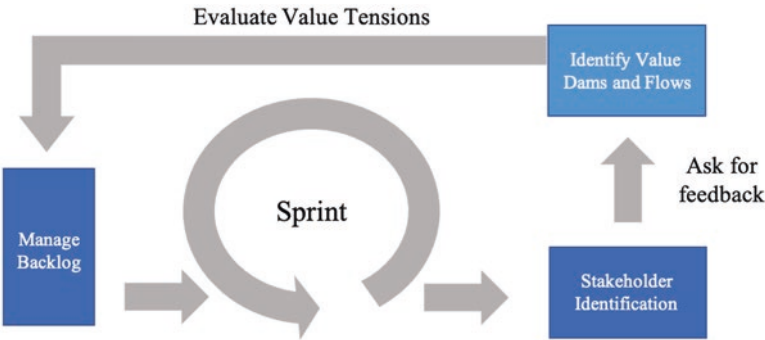 Evaluate Value Tensions
Identify Value
Dams and Flows
Sprint
Ask for
feedback
Manage
Backlog
Stakeholder
Identification